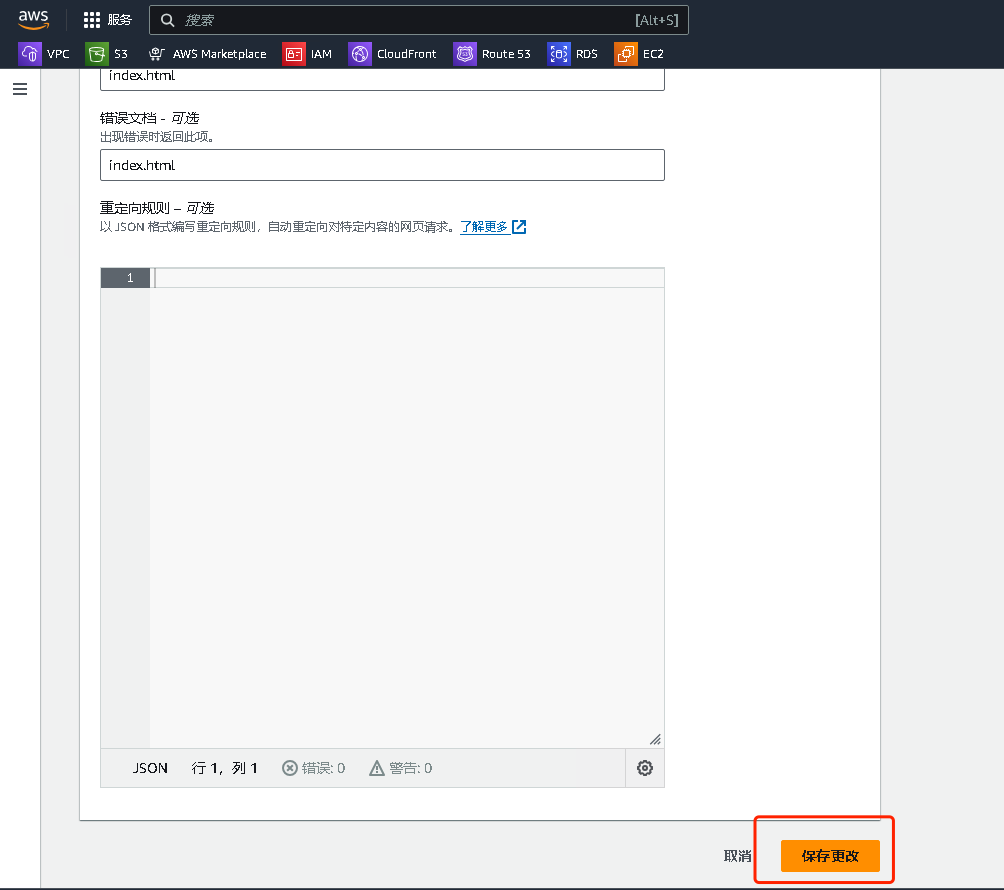 aws 服务 搜索 [Alt+S]
VPC S3 AWS Marketplace IAM CloudFront Route 53 RDS EC2
index.html
错误文档 - 可选
出现错误时返回此项。
index.html
重定向规则 – 可选
以 JSON 格式编写重定向规则，自动重定向对特定内容的网页请求。了解更多
1
JSON 行 1，列 1 错误: 0 警告: 0
取消 保存更改